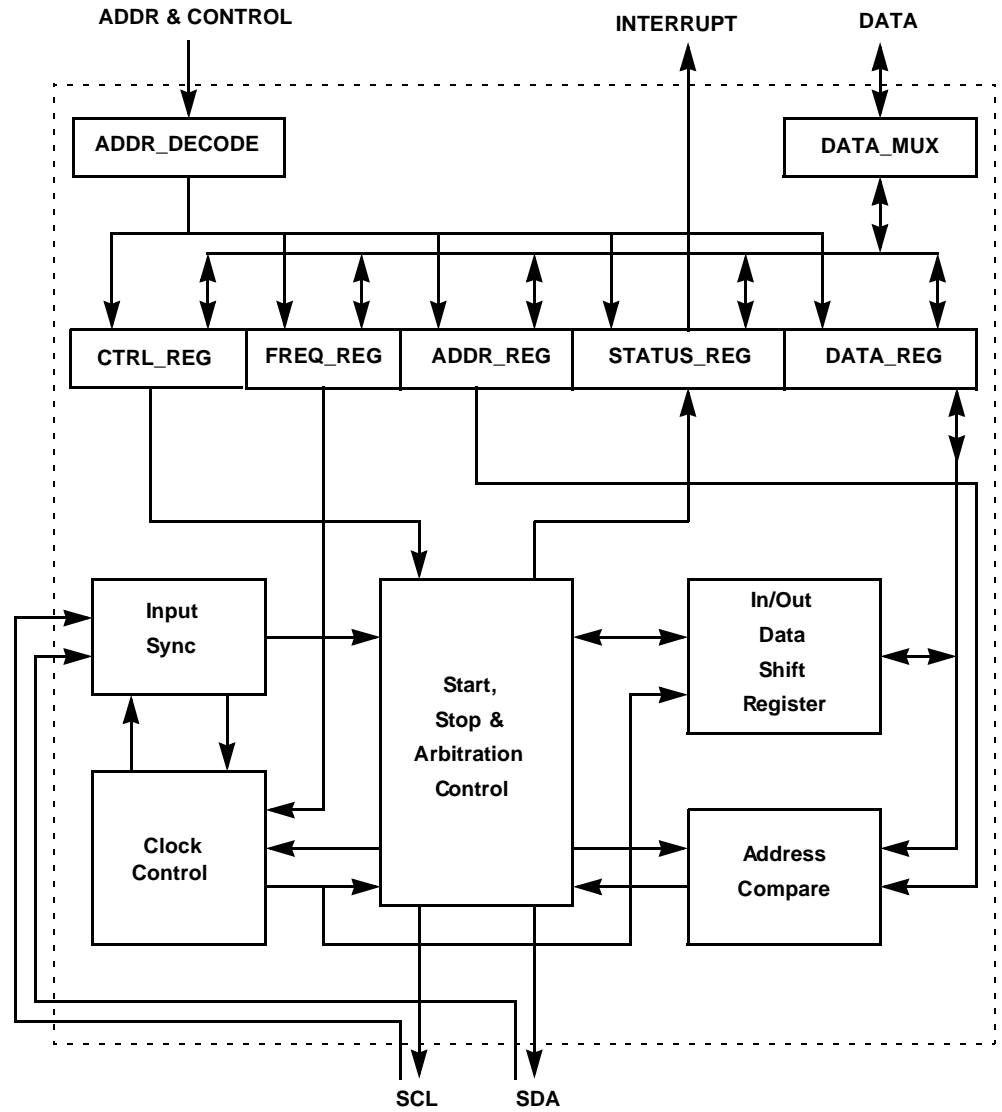 ADDR & CONTROL
INTERRUPT
DATA
ADDR_DECODE
DATA_MUX
CTRL_REG
FREQ_REG
ADDR_REG
STATUS_REG
DATA_REG
Input
Sync
Start,
Stop &
Arbitration
Control
In/Out
Data
Shift
Register
Clock
Control
Address
Compare
SCL
SDA